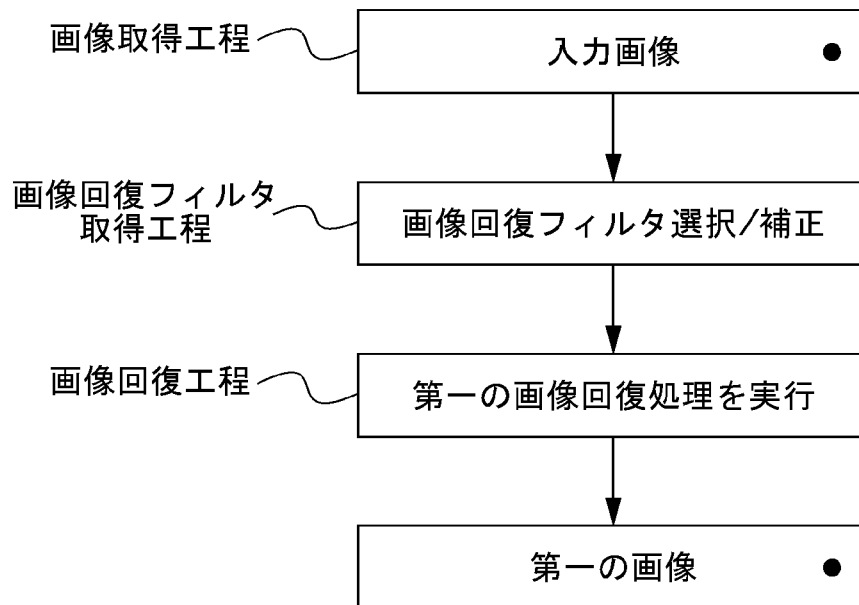 画像取得工程
入力画像
画像回復フィルタ
取得工程
画像回復フィルタ選択/補正
画像回復工程
第一の画像回復処理を実行
第一の画像